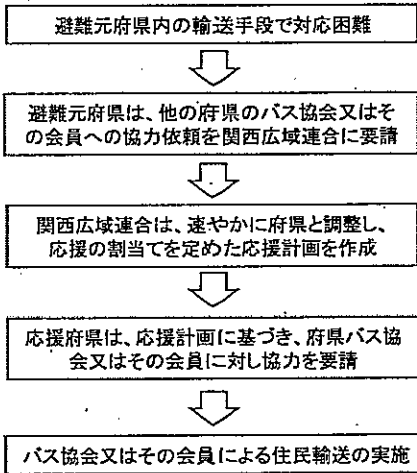 避難元府県内の輸送手段で対応困難
避難元府県は、他の府県のバス協会又はそ
の会員への協力依頼を関西広域連合に要請
関西広域連合は、速やかに府県と調整し、
応援の割当てを定めた応援計画を作成
応援府県は、応援計画に基づき、府県バス協
会又はその会員に対し協力を要請
バス協会又はその会員による住民輸送の実施